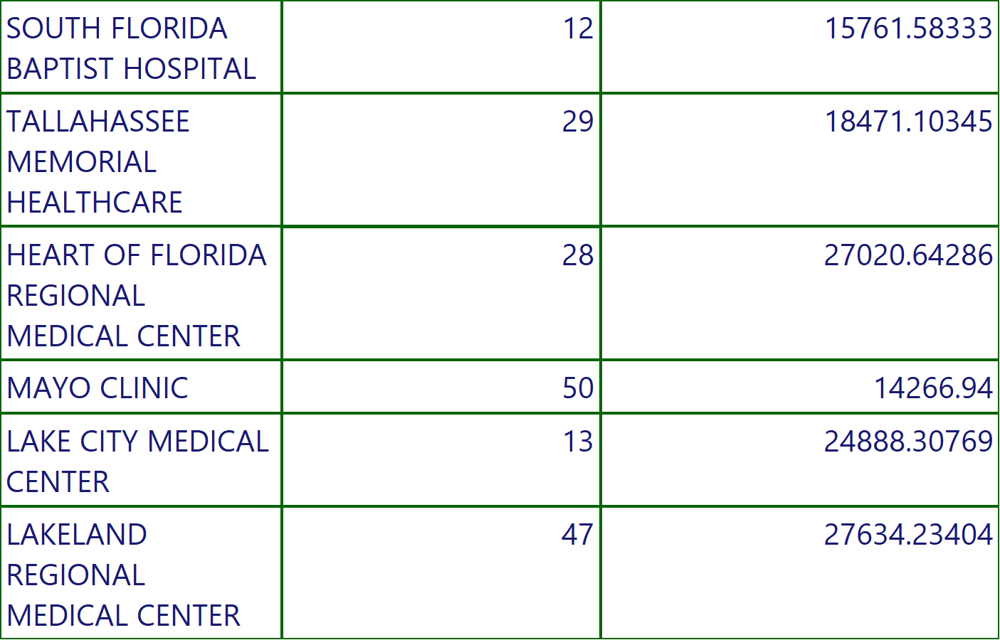 SOUTH FLORIDA 12 15761.58333
BAPTIST HOSPITAL
TALLAHASSEE 29 18471.10345
MEMORIAL
HEALTHCARE
HEART OF FLORIDA 28 27020.64286
REGIONAL
MEDICAL CENTER
MAYO CLINIC 50 14266.94
LAKE CITY MEDICAL 13 24888.30769
CENTER
LAKELAND 47 27634.23404
REGIONAL
MEDICAL CENTER